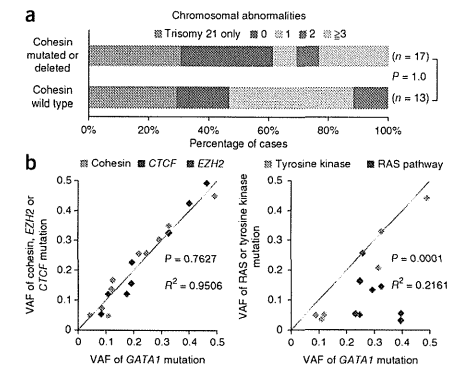 a
Chromosomal abnormalities
Trisomy 21 only 0 1 2 ≧3
Cohesin mutated or deleted
(n = 17)
P = 1.0
Cohesin wild type
(n = 13)
0% 20% 40% 60% 80% 100%
Percentage of cases
b
Cohesin CTCF EZH2
VAF of cohesin, EZH2 or CTCF mutation
0.5
0.4
0.3
0.2
0.1
0
P = 0.7627
R² = 0.9506
0 0.1 0.2 0.3 0.4 0.5
VAF of GATA1 mutation
Tyrosine kinase RAS pathway
VAF of RAS or tyrosine kinase mutation
0.5
0.4
0.3
0.2
0.1
0
P = 0.0001
R² = 0.2161
0 0.1 0.2 0.3 0.4 0.5
VAF of GATA1 mutation